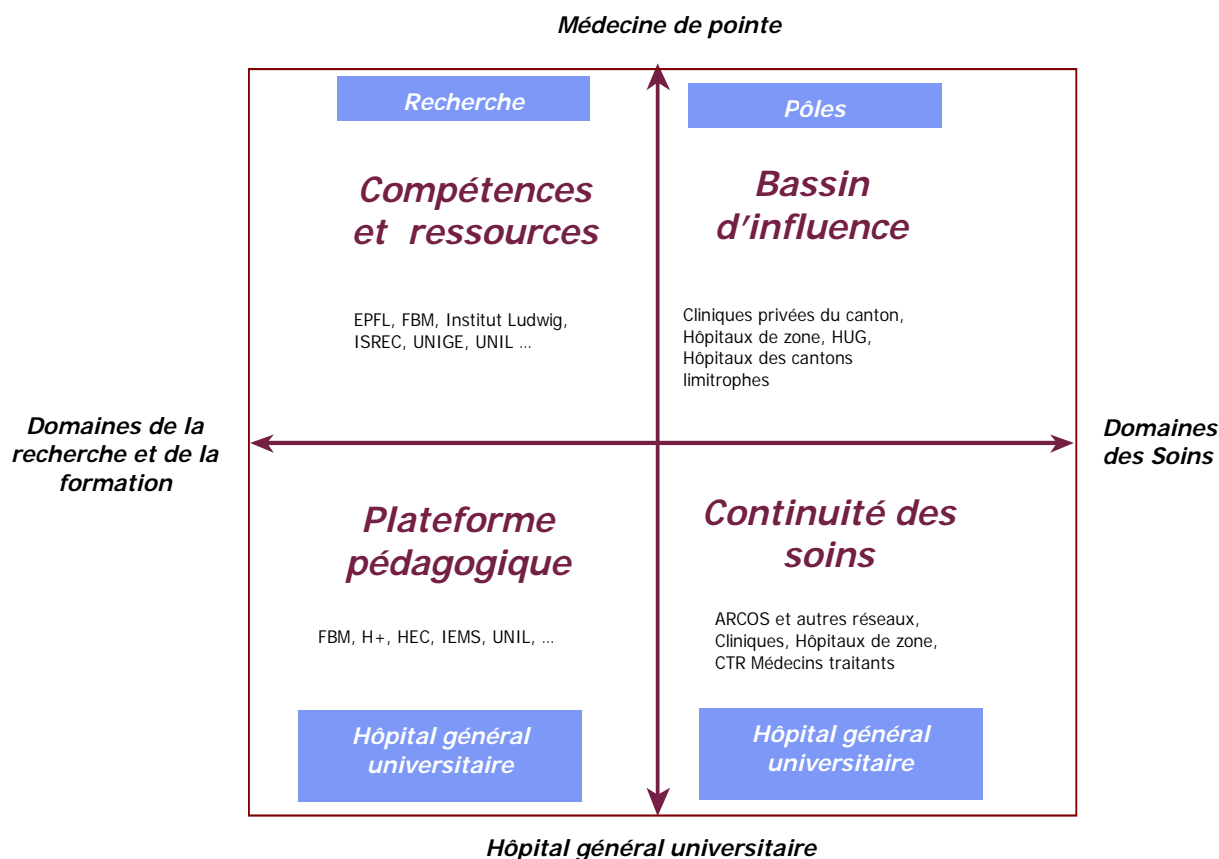 Médecine de pointe
Recherche
Pôles
Compétences
et ressources
Bassin
d'influence
EPFL, FBM, Institut Ludwig,
ISREC, UNIGE, UNIL ...
Cliniques privées du canton,
Hôpitaux de zone, HUG,
Hôpitaux des cantons
limitrophes
Domaines de la
recherche et de la
formation
Domaines
des Soins
Plateforme
pédagogique
Continuité des
soins
FBM, H+, HEC, IEMS, UNIL, ...
ARCOS et autres réseaux,
Cliniques, Hôpitaux de zone,
CTR Médecins traitants
Hôpital général
universitaire
Hôpital général
universitaire
Hôpital général universitaire